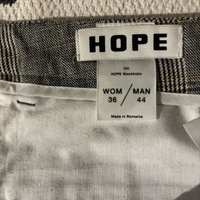 HOPE
HOPE Stockholm
WOM / MAN
36 / 44
Made in Romania